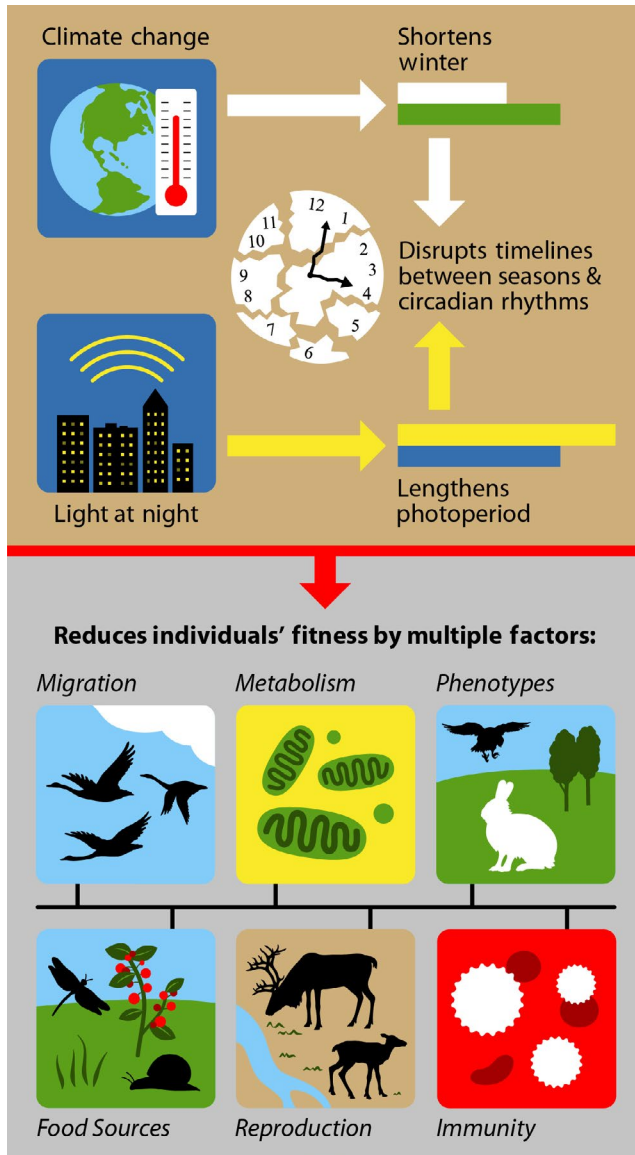 Climate change
Shortens
winter
12
1
2
3
4
5
6
7
8
9
10
11
Disrupts timelines
between seasons &
circadian rhythms
Light at night
Lengthens
photoperiod
Reduces individuals’ fitness by multiple factors:
Migration
Metabolism
Phenotypes
Food Sources
Reproduction
Immunity